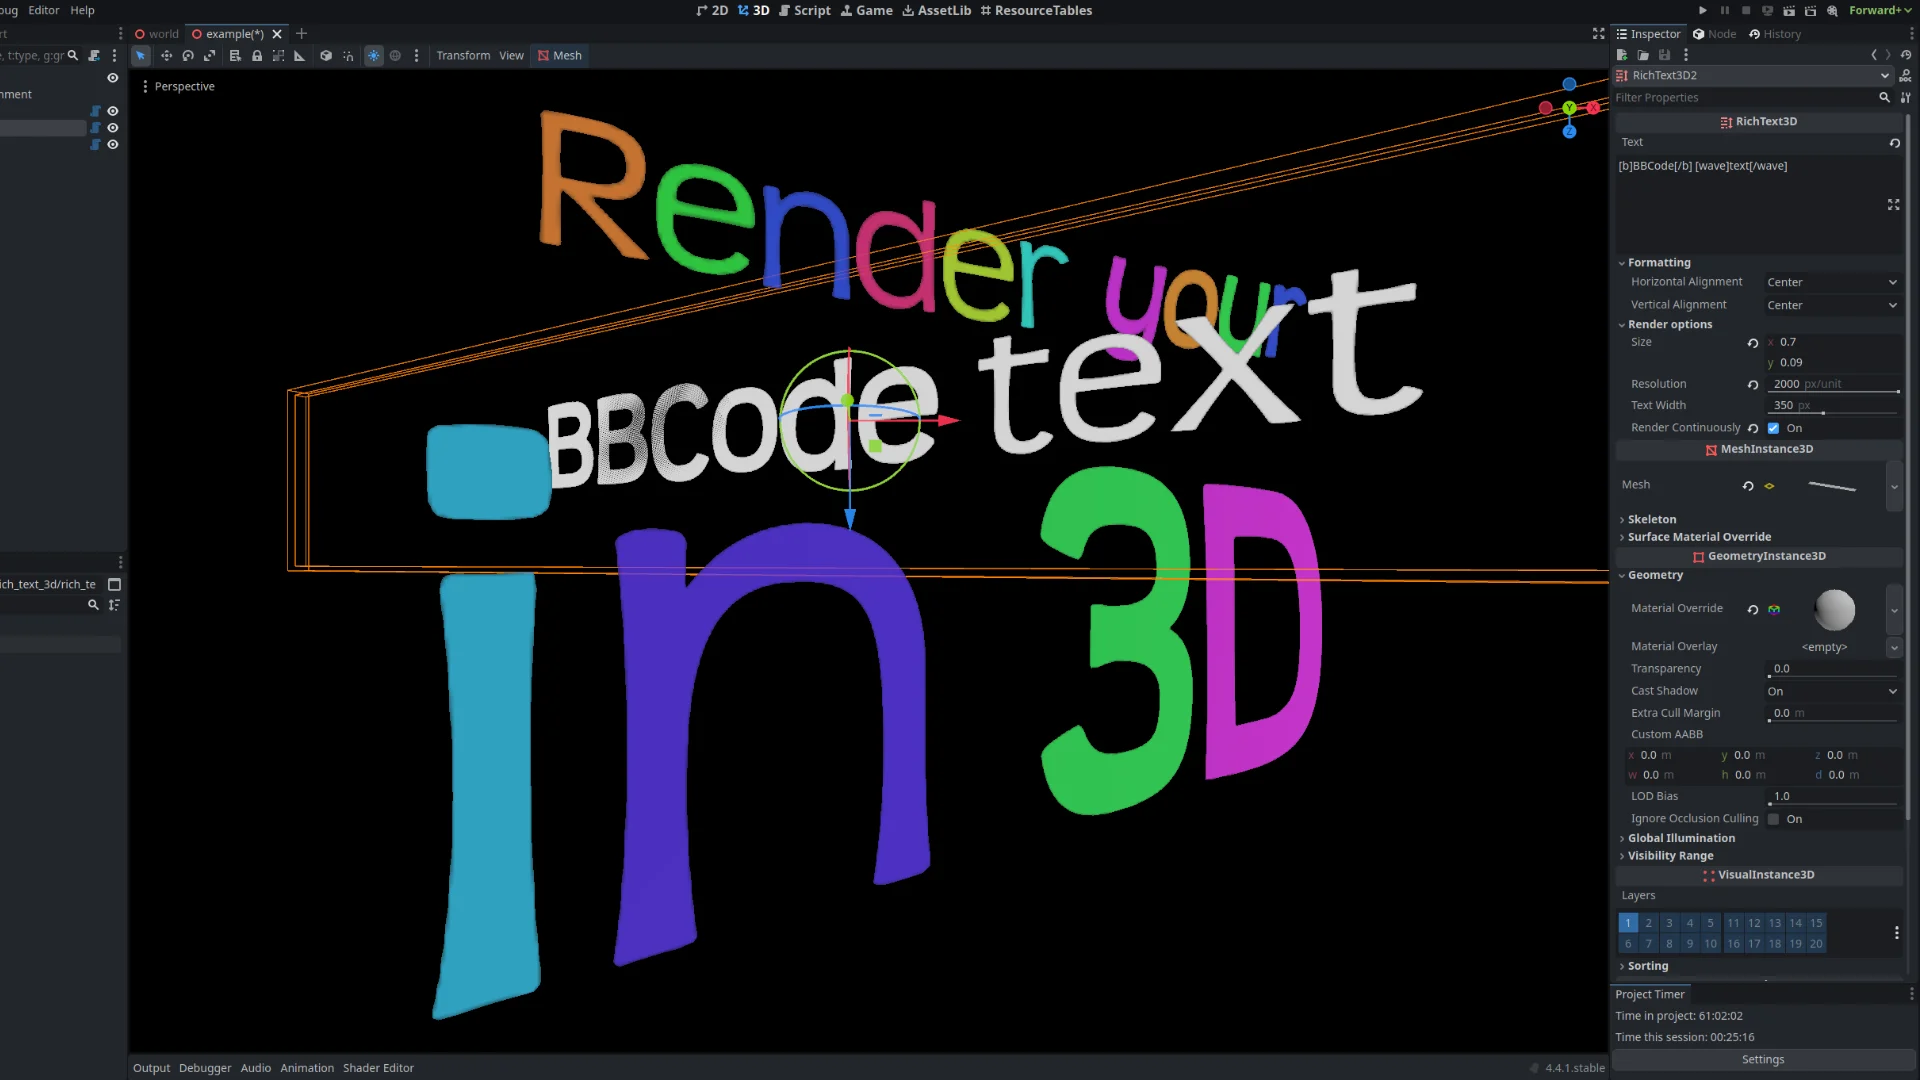 Debug Editor Help
2D 3D Script Game AssetLib ResourceTables
Forward+
world example(*)
Transform View Mesh
Perspective
Render your
BBCode text
in 3D
ich_text_3d/rich_te
Output Debugger Audio Animation Shader Editor
4.4.1.stable
Inspector Node History
RichText3D2
Filter Properties
RichText3D
Text
[b]BBCode[/b] [wave]text[/wave]
Formatting
Horizontal Alignment Center
Vertical Alignment Center
Render options
Size x 0.7
y 0.09
Resolution 2000 px/unit
Text Width 350 px
Render Continuously On
MeshInstance3D
Mesh
Skeleton
Surface Material Override
GeometryInstance3D
Geometry
Material Override
Material Overlay <empty>
Transparency 0.0
Cast Shadow On
Extra Cull Margin 0.0 m
Custom AABB
x 0.0 m y 0.0 m z 0.0 m
w 0.0 m h 0.0 m d 0.0 m
LOD Bias 1.0
Ignore Occlusion Culling On
Global Illumination
Visibility Range
VisualInstance3D
Layers
1 2 3 4 5 11 12 13 14 15
6 7 8 9 10 16 17 18 19 20
Sorting
Project Timer
Time in project: 61:02:02
Time this session: 00:25:16
Settings